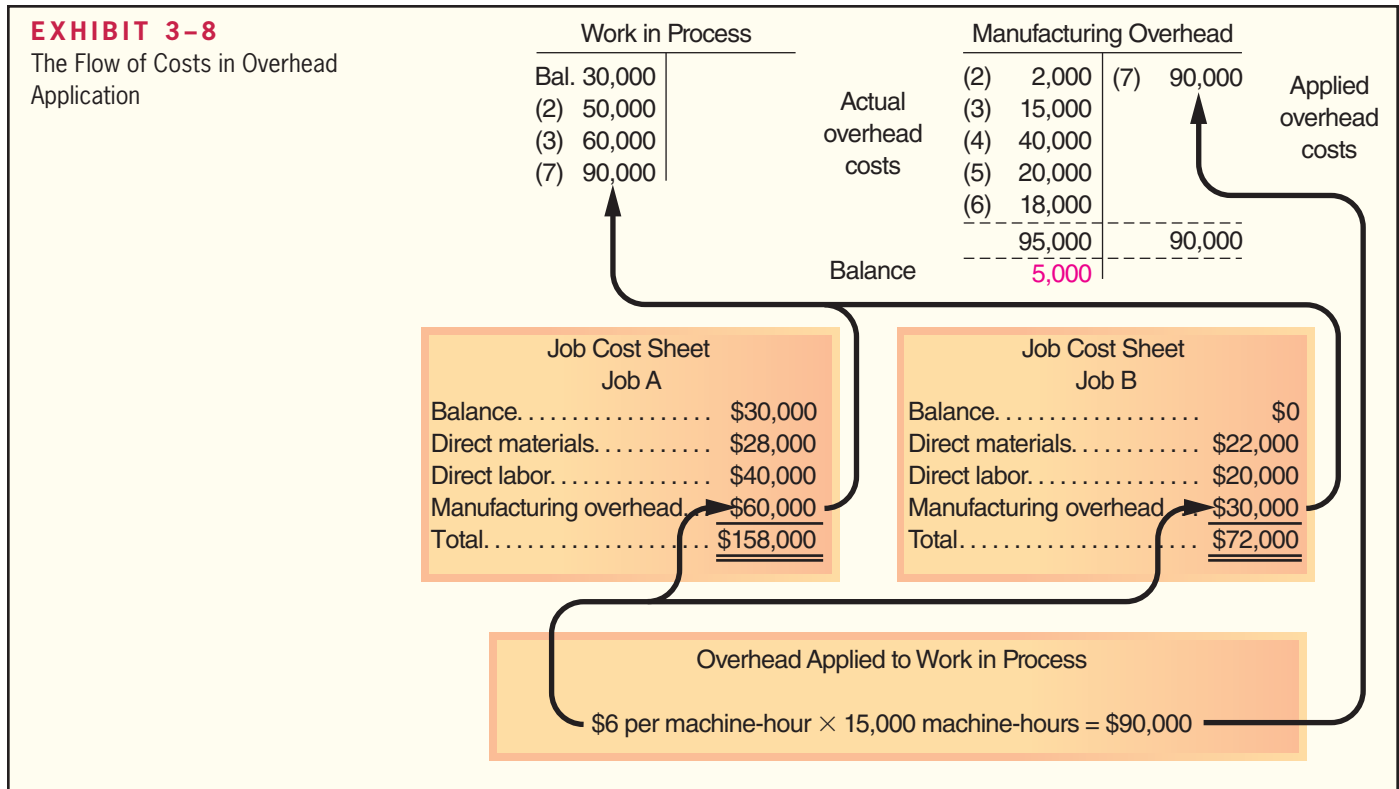 EXHIBIT 3–8
The Flow of Costs in Overhead
Application
Work in Process
Bal. 30,000
(2) 50,000
(3) 60,000
(7) 90,000
Actual
overhead
costs
Manufacturing Overhead
(2) 2,000 (7) 90,000
(3) 15,000
(4) 40,000
(5) 20,000
(6) 18,000
95,000 90,000
Balance 5,000
Applied
overhead
costs
Job Cost Sheet
Job A
Balance. . . . . . . . . . . . . . . . . $30,000
Direct materials. . . . . . . . . . . $28,000
Direct labor. . . . . . . . . . . . . . $40,000
Manufacturing overhead. . $60,000
Total. . . . . . . . . . . . . . . . . . . . $158,000
Job Cost Sheet
Job B
Balance. . . . . . . . . . . . . . . . . . $0
Direct materials. . . . . . . . . . . $22,000
Direct labor. . . . . . . . . . . . . . $20,000
Manufacturing overhead . . $30,000
Total. . . . . . . . . . . . . . . . . . . . . $72,000
Overhead Applied to Work in Process
$6 per machine-hour × 15,000 machine-hours = $90,000